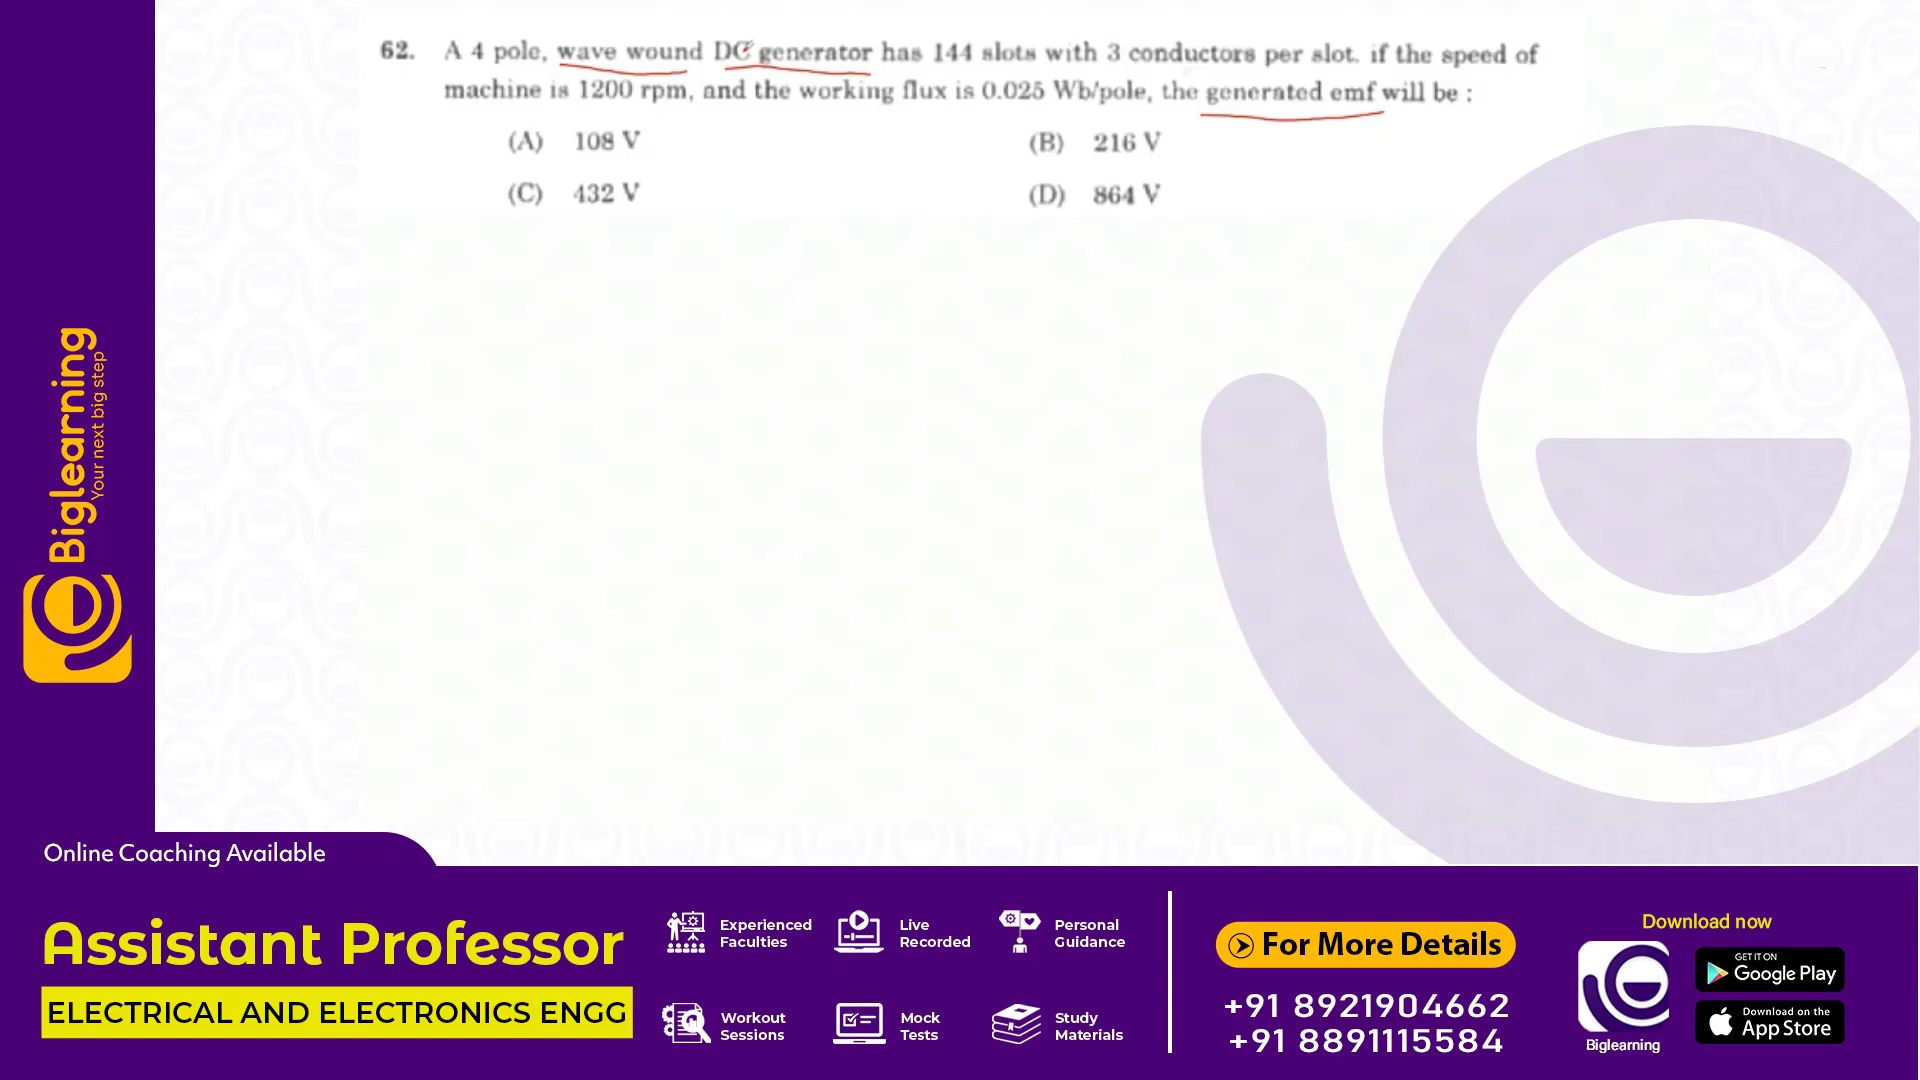 62. A 4 pole, wave wound DC generator has 144 slots with 3 conductors per slot. if the speed of
machine is 1200 rpm, and the working flux is 0.025 Wb/pole, the generated emf will be :
(A) 108 V
(B) 216 V
(C) 432 V
(D) 864 V
Biglearning
Your next big step
Online Coaching Available
Assistant Professor
ELECTRICAL AND ELECTRONICS ENGG
Experienced
Faculties
Live
Recorded
Personal
Guidance
Workout
Sessions
Mock
Tests
Study
Materials
For More Details
+91 8921904662
+91 8891115584
Download now
Biglearning
GET IT ON
Google Play
Download on the
App Store